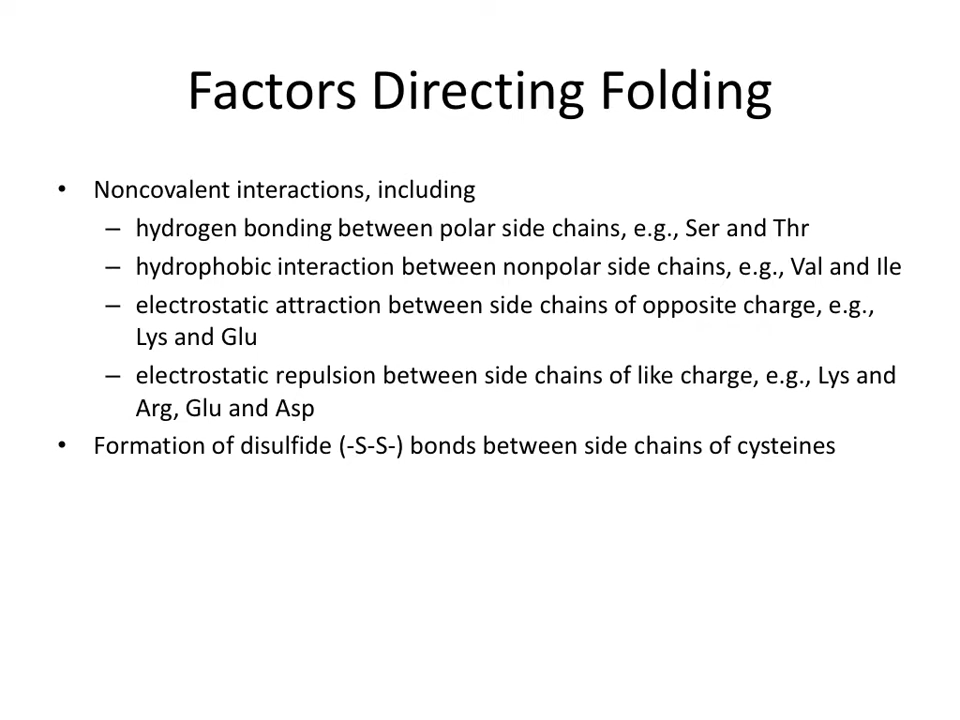 Factors Directing Folding
• Noncovalent interactions, including
– hydrogen bonding between polar side chains, e.g., Ser and Thr
– hydrophobic interaction between nonpolar side chains, e.g., Val and Ile
– electrostatic attraction between side chains of opposite charge, e.g.,
Lys and Glu
– electrostatic repulsion between side chains of like charge, e.g., Lys and
Arg, Glu and Asp
• Formation of disulfide (-S-S-) bonds between side chains of cysteines